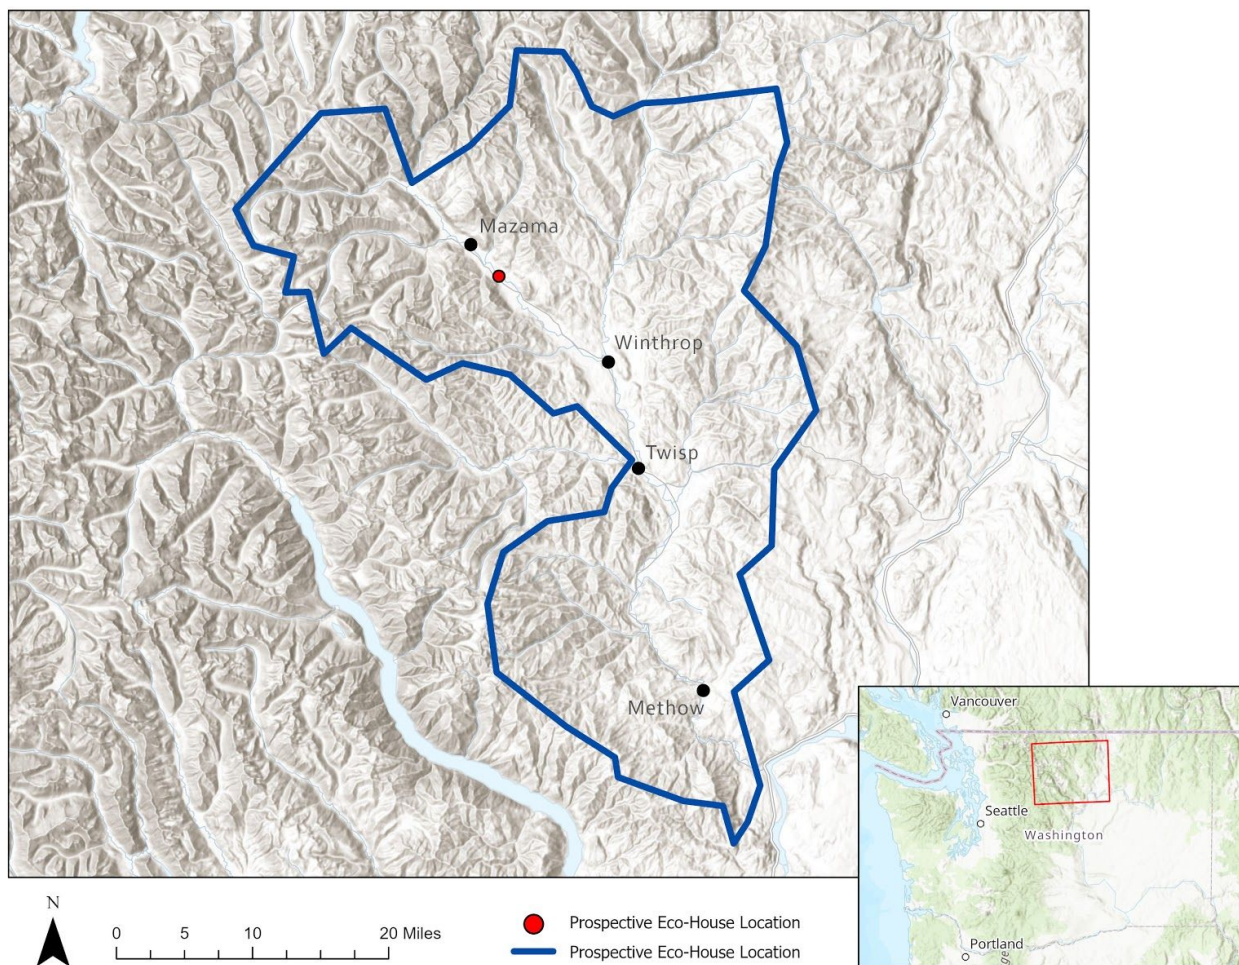 Mazama
Winthrop
Twisp
Methow
Vancouver
Seattle
Washington
Portland
N
0 5 10 20 Miles
Prospective Eco-House Location
Prospective Eco-House Location